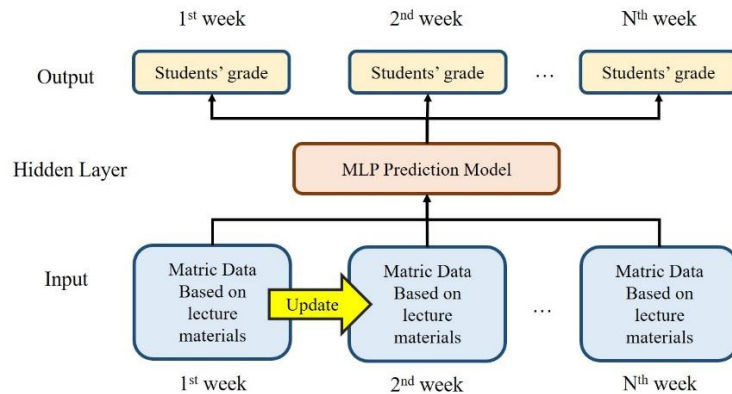 1st week 2nd week Nth week
Output Students' grade Students' grade … Students' grade
Hidden Layer MLP Prediction Model
Input
Matric Data Based on lecture materials
Update
Matric Data Based on lecture materials
…
Matric Data Based on lecture materials
1st week 2nd week Nth week